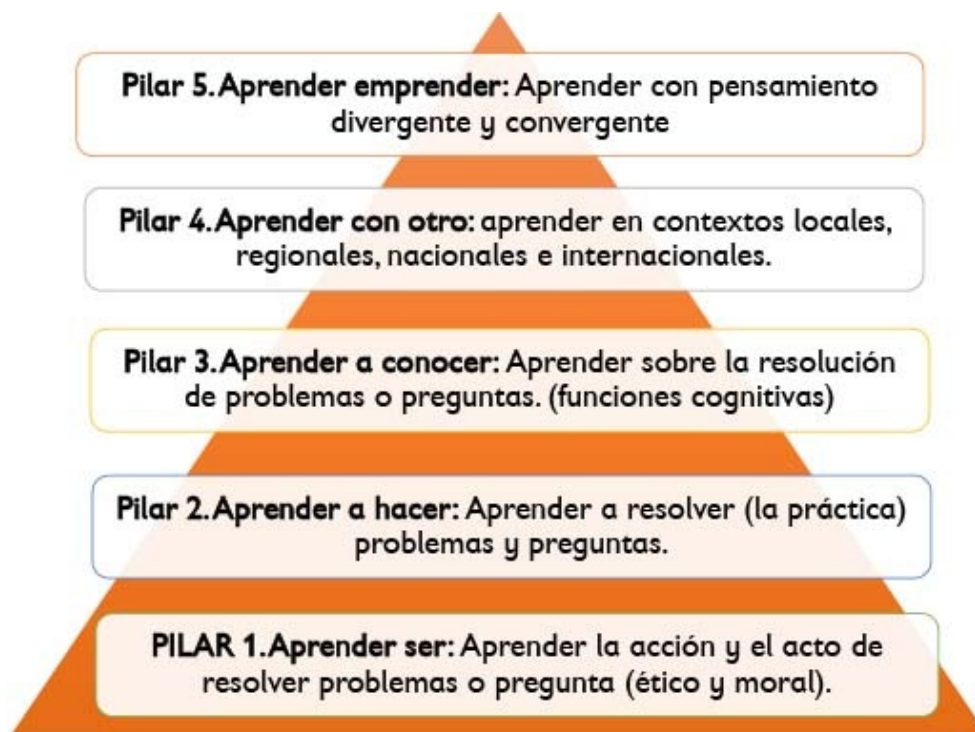 Pilar 5. Aprender emprender: Aprender con pensamiento
divergente y convergente
Pilar 4. Aprender con otro: aprender en contextos locales,
regionales, nacionales e internacionales.
Pilar 3. Aprender a conocer: Aprender sobre la resolución
de problemas o preguntas. (funciones cognitivas)
Pilar 2. Aprender a hacer: Aprender a resolver (la práctica)
problemas y preguntas.
PILAR 1. Aprender ser: Aprender la acción y el acto de
resolver problemas o pregunta (ético y moral).